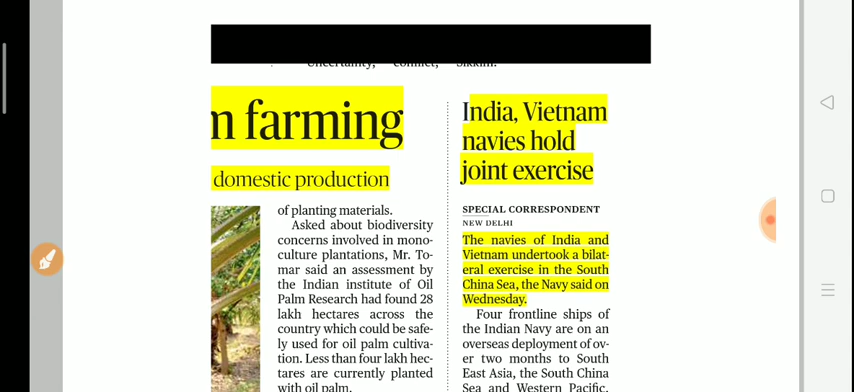 Uncertainty, conflict, Sikkim.
n farming
domestic production
of planting materials.
Asked about biodiversity
concerns involved in mono-
culture plantations, Mr. To-
mar said an assessment by
the Indian institute of Oil
Palm Research had found 28
lakh hectares across the
country which could be safe-
ly used for oil palm cultiva-
tion. Less than four lakh hec-
tares are currently planted
with oil palm.
India, Vietnam
navies hold
joint exercise
SPECIAL CORRESPONDENT
NEW DELHI
The navies of India and
Vietnam undertook a bilat-
eral exercise in the South
China Sea, the Navy said on
Wednesday.
Four frontline ships of
the Indian Navy are on an
overseas deployment of ov-
er two months to South
East Asia, the South China
Sea and Western Pacific,